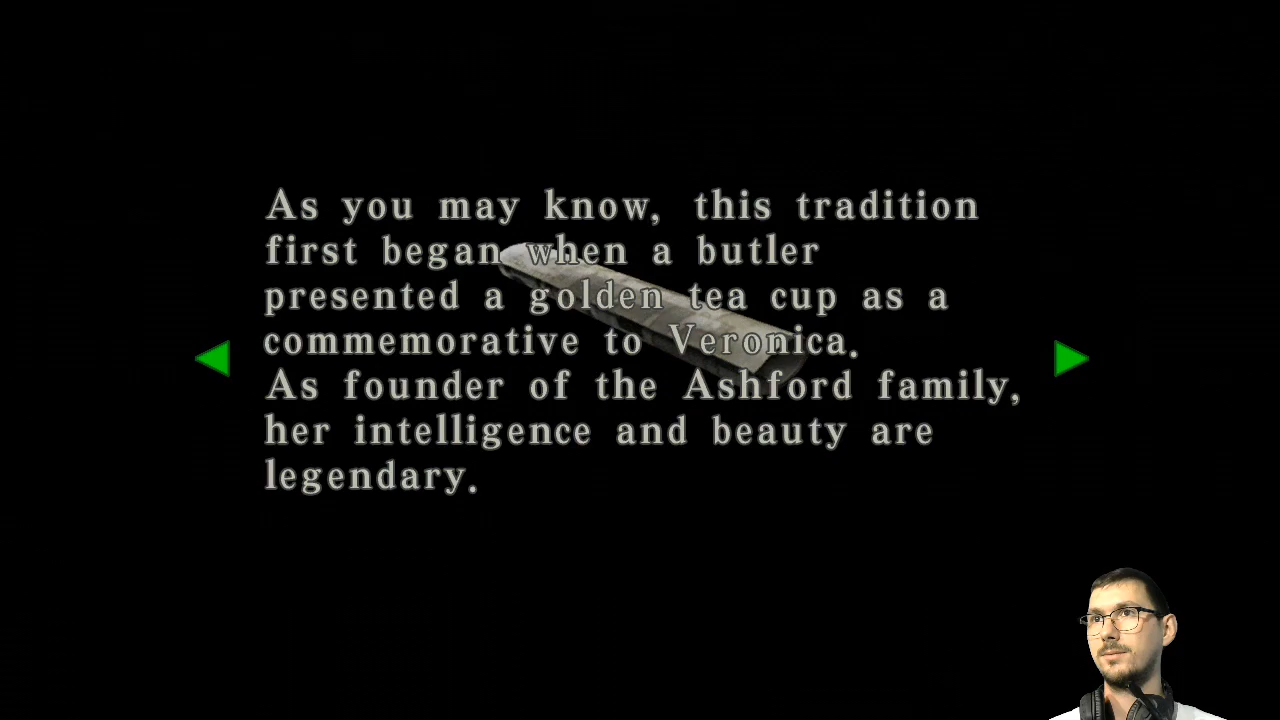 As you may know, this tradition
first began when a butler
presented a golden tea cup as a
commemorative to Veronica.
As founder of the Ashford family,
her intelligence and beauty are
legendary.